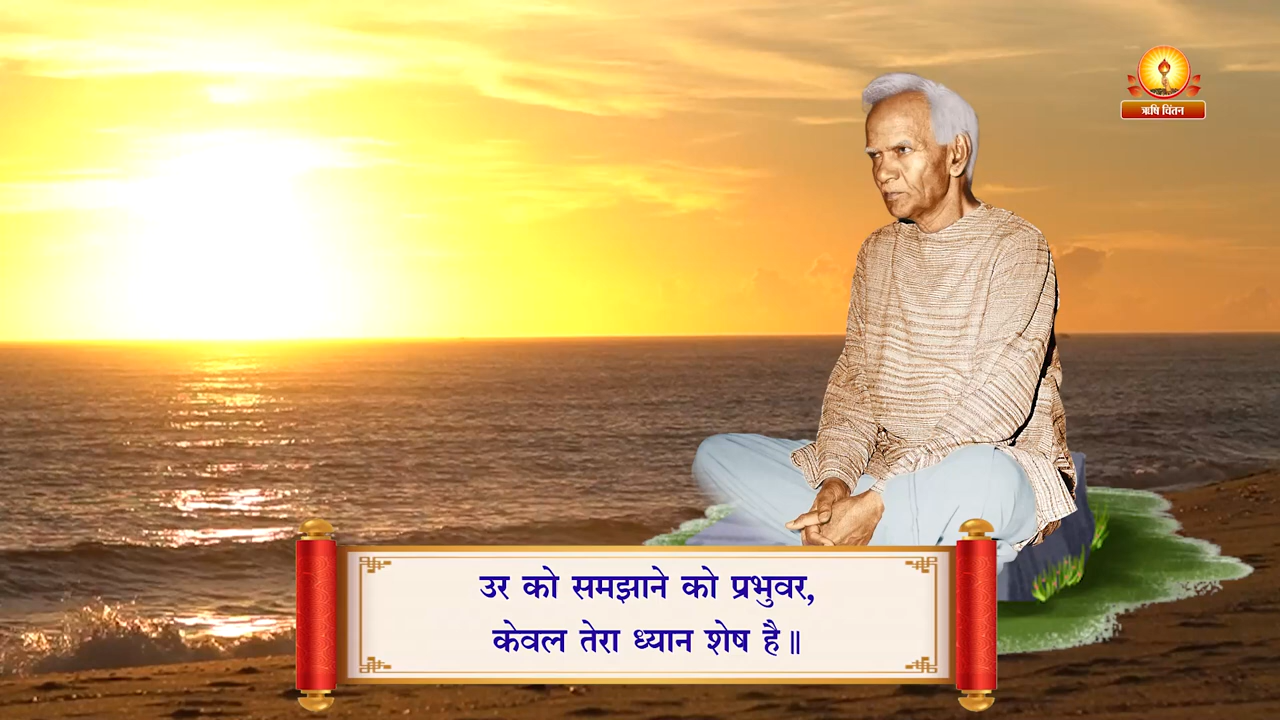 ऋषि चिंतन
उर को समझाने को प्रभुवर,
केवल तेरा ध्यान शेष है॥